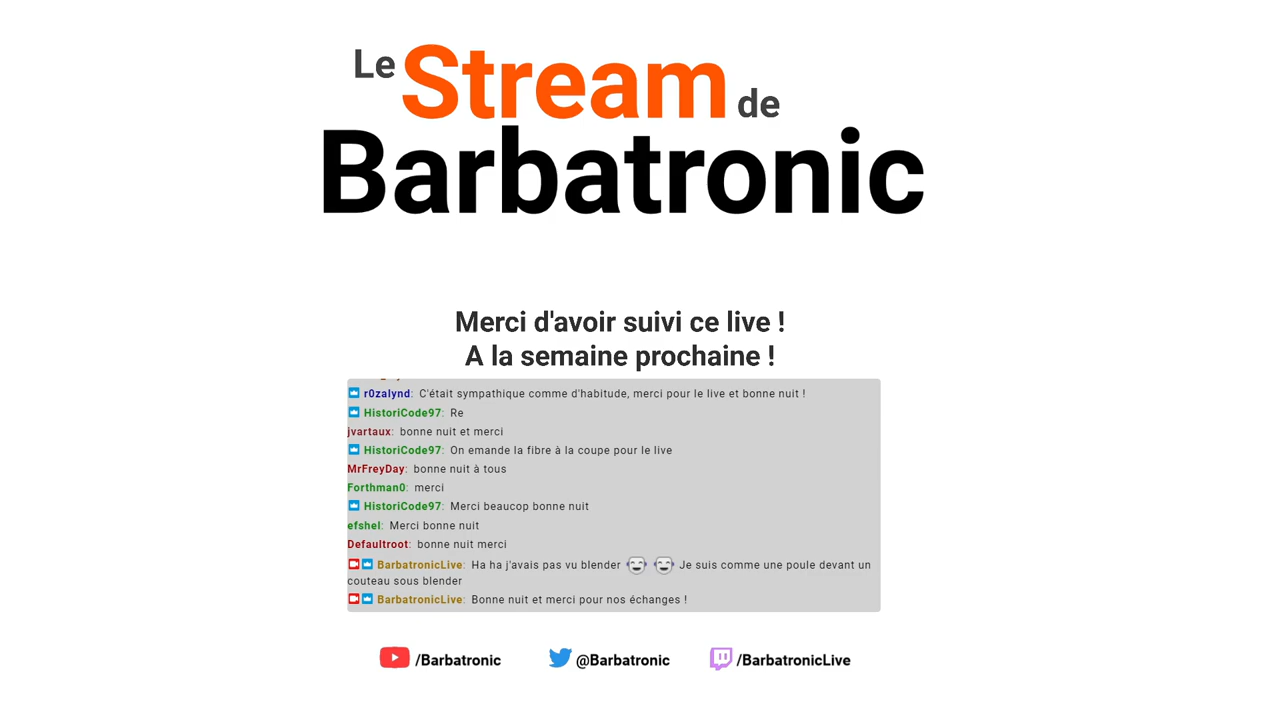 Le Stream de
Barbatronic
Merci d'avoir suivi ce live !
A la semaine prochaine !
r0zalynd: C'était sympathique comme d'habitude, merci pour le live et bonne nuit !
HistoriCode97: Re
jvartaux: bonne nuit et merci
HistoriCode97: On emande la fibre à la coupe pour le live
MrFreyDay: bonne nuit à tous
Forthman0: merci
HistoriCode97: Merci beaucop bonne nuit
efshel: Merci bonne nuit
Defaultroot: bonne nuit merci
BarbatronicLive: Ha ha j'avais pas vu blender Je suis comme une poule devant un
couteau sous blender
BarbatronicLive: Bonne nuit et merci pour nos échanges !
/Barbatronic @Barbatronic /BarbatronicLive